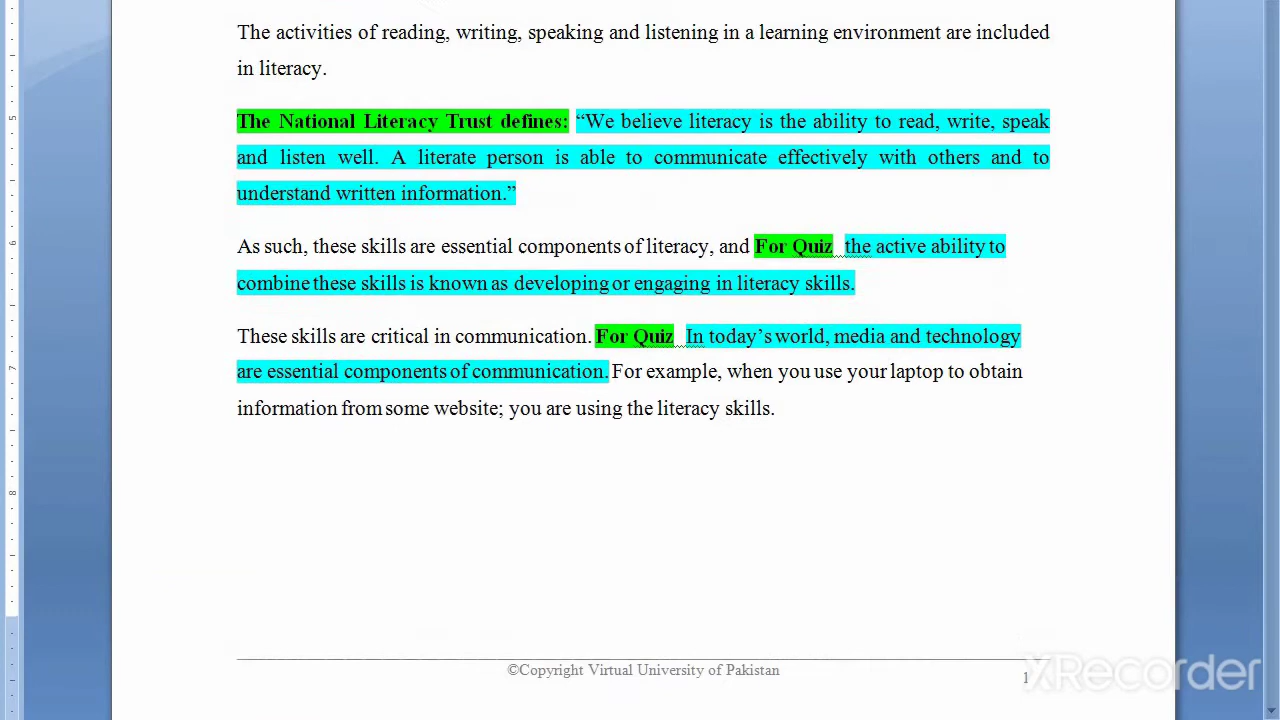 The activities of reading, writing, speaking and listening in a learning environment are included
in literacy.
The National Literacy Trust defines: “We believe literacy is the ability to read, write, speak
and listen well. A literate person is able to communicate effectively with others and to
understand written information.”
As such, these skills are essential components of literacy, and For Quiz the active ability to
combine these skills is known as developing or engaging in literacy skills.
These skills are critical in communication. For Quiz In today’s world, media and technology
are essential components of communication. For example, when you use your laptop to obtain
information from some website; you are using the literacy skills.
©Copyright Virtual University of Pakistan
1
XRecorder
5
6
7
8